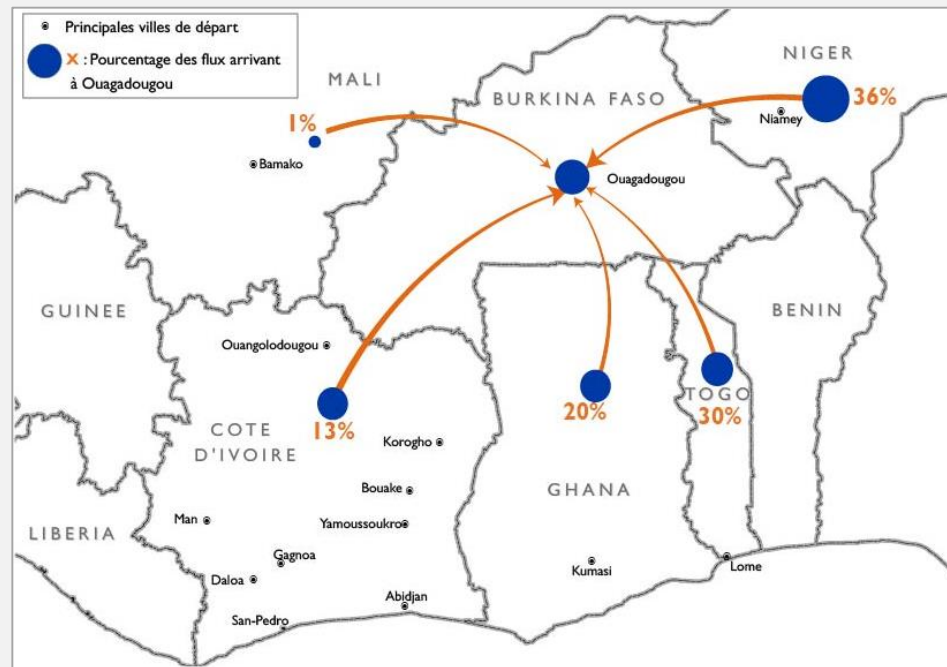 Principales villes de départ
X : Pourcentage des flux arrivant
à Ouagadougou
MALI
NIGER
BURKINA FASO
36%
1%
Niamey
Bamako
Ouagadougou
GUINEE
BENIN
Ouangolodougou
TOGO
13%
20%
30%
COTE
D'IVOIRE
Korogho
Bouake
GHANA
Man
Yamoussoukro
LIBERIA
Gagnoa
Kumasi
Lome
Daloa
Abidjan
San-Pedro